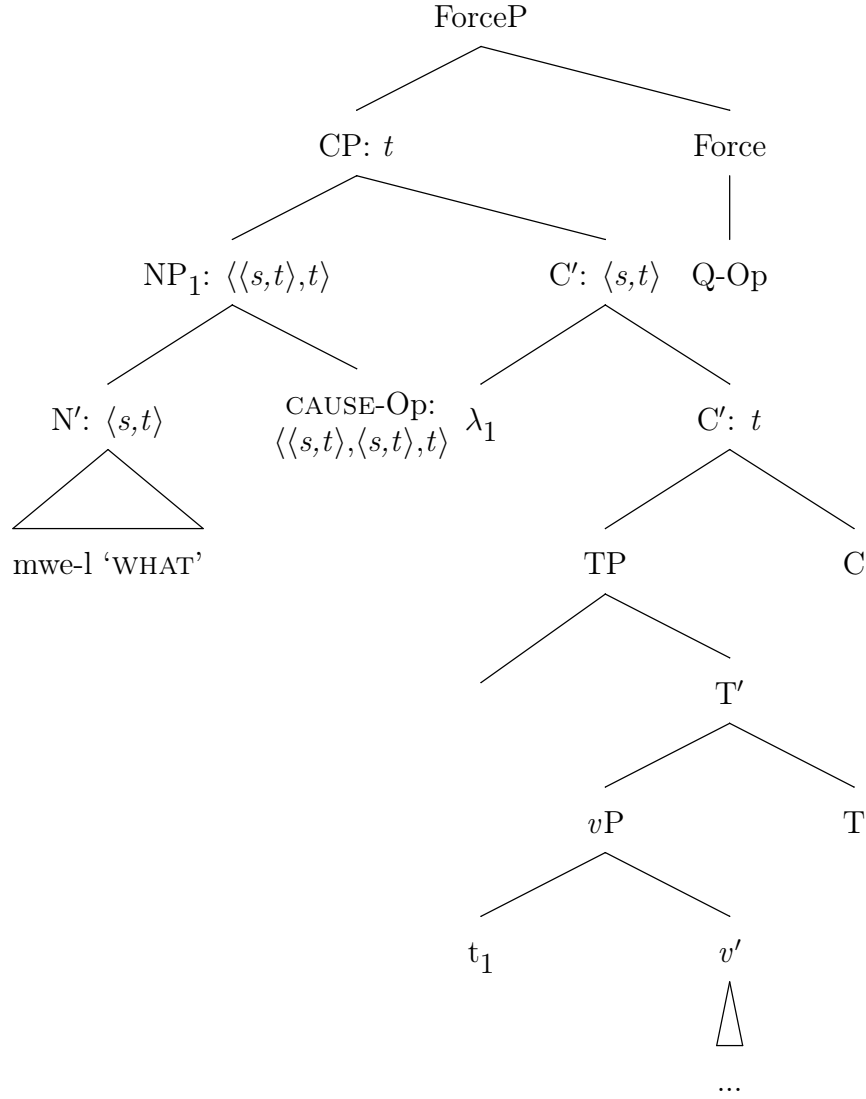 ForceP
CP: t Force
NP₁: ⟨⟨s,t⟩,t⟩ C′: ⟨s,t⟩ Q-Op
N′: ⟨s,t⟩ CAUSE-Op: λ₁ C′: t
⟨⟨s,t⟩,⟨s,t⟩,t⟩
mwe-l ‘WHAT’ TP C
T′
vP T
t₁ v′
...